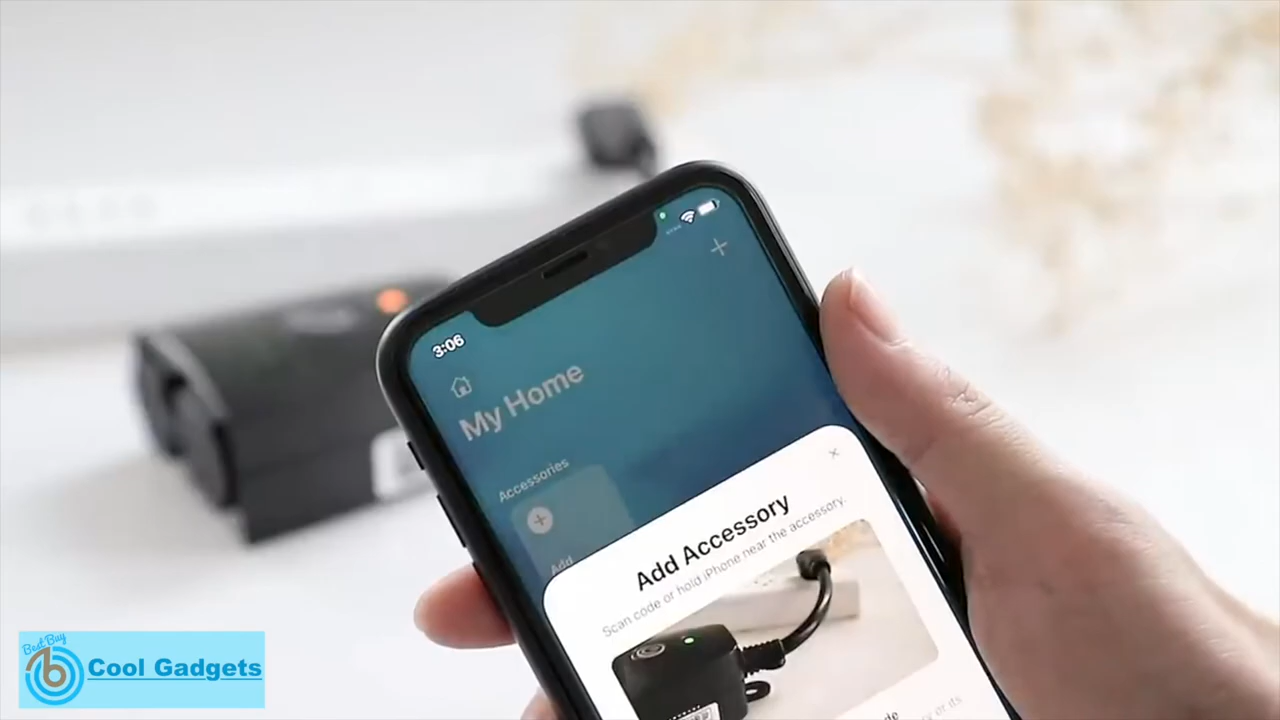 3:06
My Home
Accessories
Add
Add Accessory
Scan code or hold iPhone near the accessory.
Best Buy
Cool Gadgets